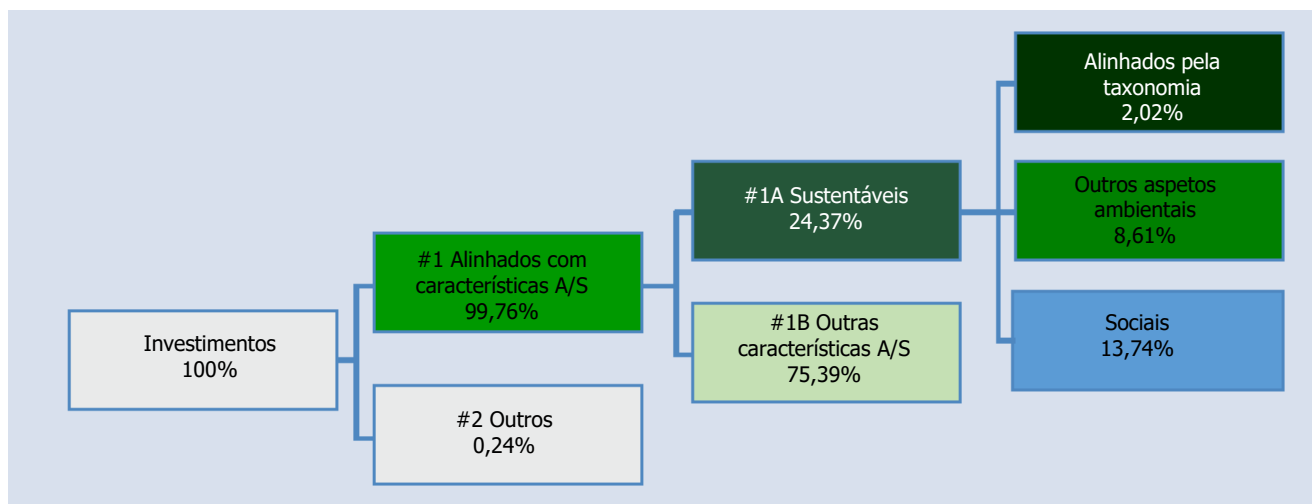 Investimentos
100%
#1 Alinhados com
características A/S
99,76%
#2 Outros
0,24%
#1A Sustentáveis
24,37%
#1B Outras
características A/S
75,39%
Alinhados pela
taxonomia
2,02%
Outros aspetos
ambientais
8,61%
Sociais
13,74%